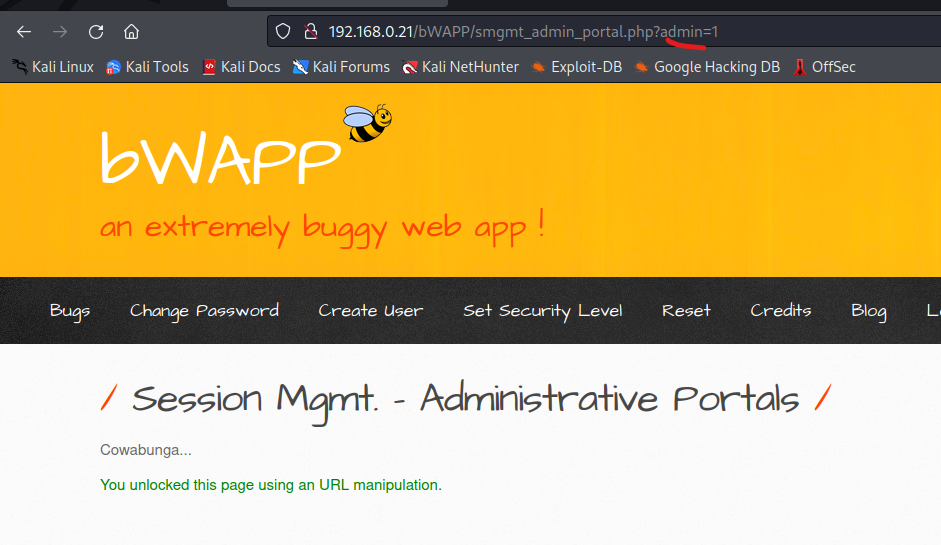 192.168.0.21/bWAPP/smgmt_admin_portal.php?admin=1
Kali Linux Kali Tools Kali Docs Kali Forums Kali NetHunter Exploit-DB Google Hacking DB OffSec
bWAPP
an extremely buggy web app !
Bugs Change Password Create User Set Security Level Reset Credits Blog
/ Session Mgmt. - Administrative Portals /
Cowabunga...
You unlocked this page using an URL manipulation.